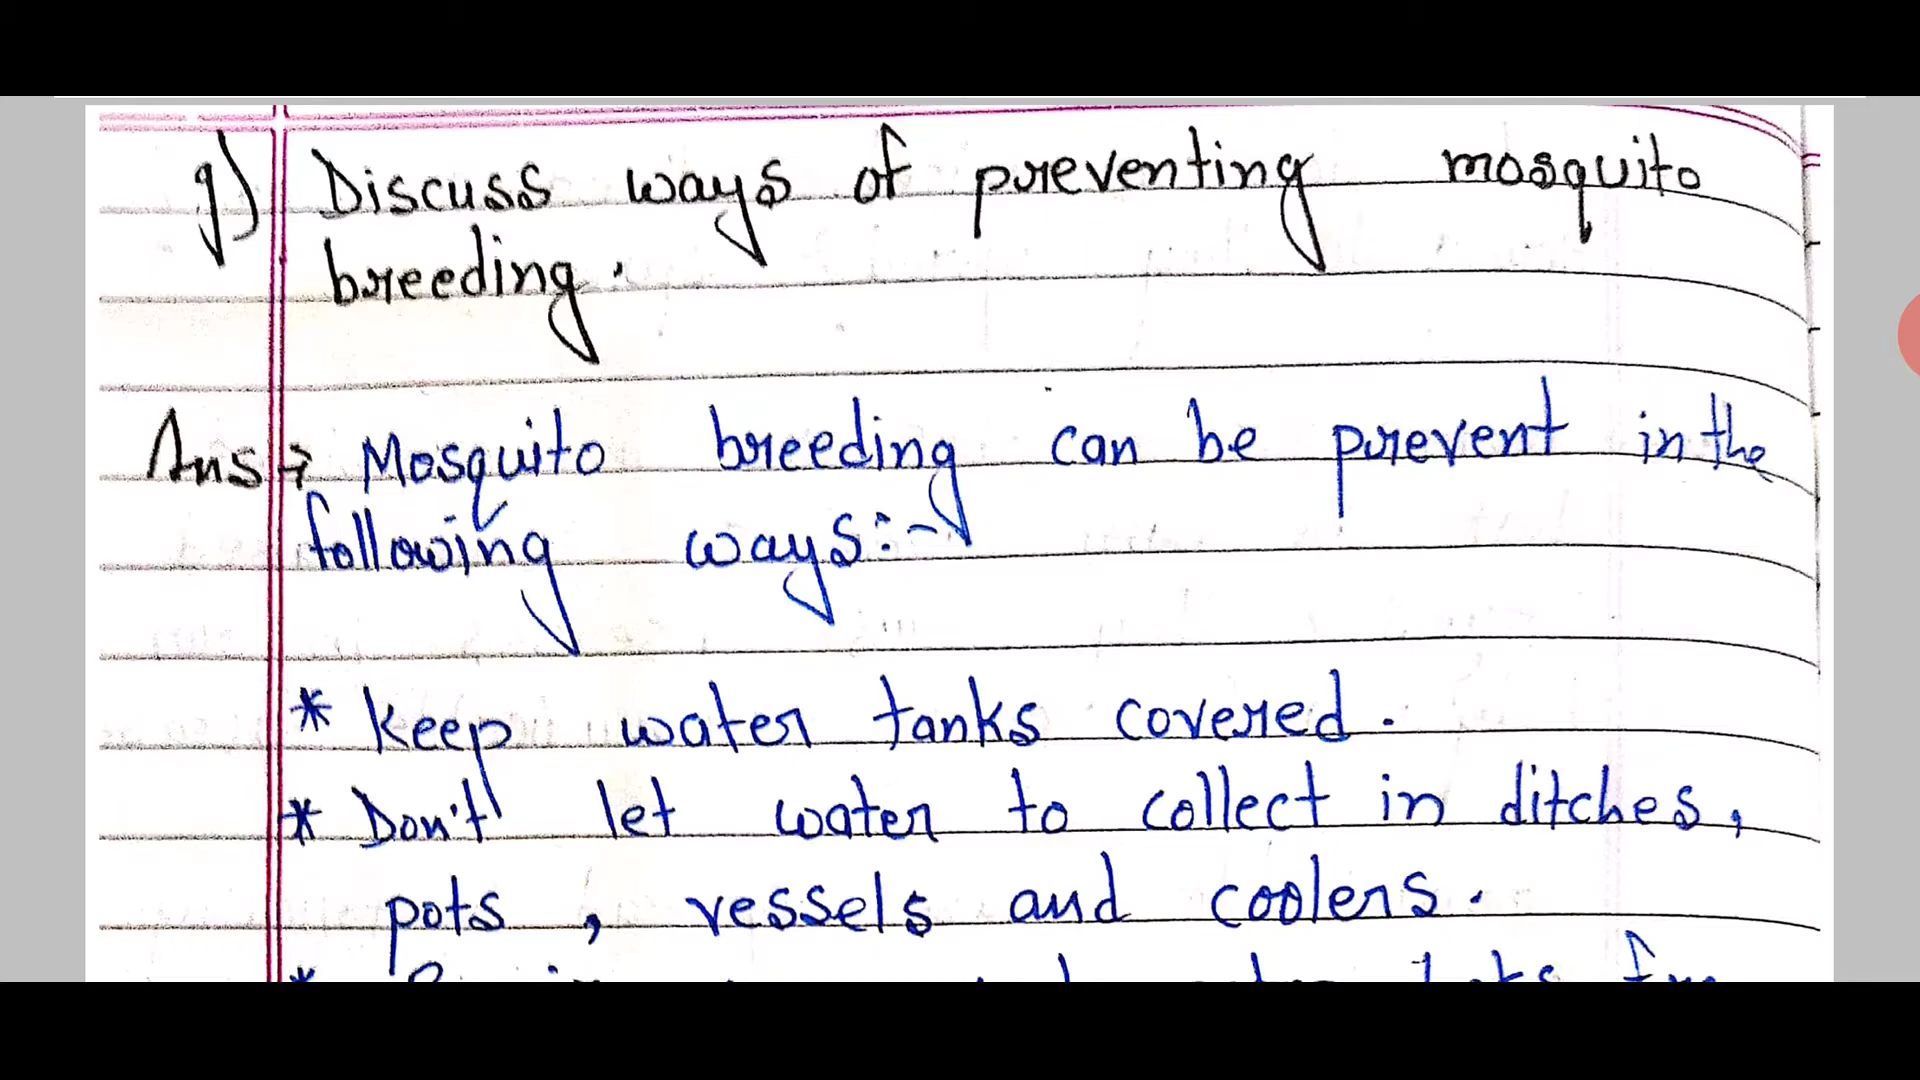 g) Discuss ways of preventing mosquito
breeding.
Ans → Mosquito breeding can be prevent in the
following ways:-
* Keep water tanks covered.
* Don't let water to collect in ditches,
pots, vessels and coolers.